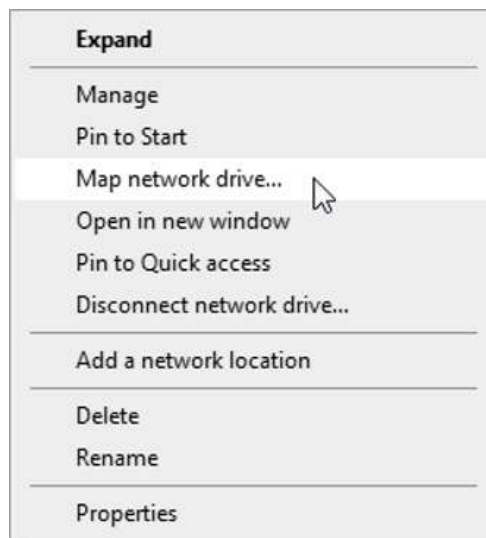 Expand
Manage
Pin to Start
Map network drive...
Open in new window
Pin to Quick access
Disconnect network drive...
Add a network location
Delete
Rename
Properties